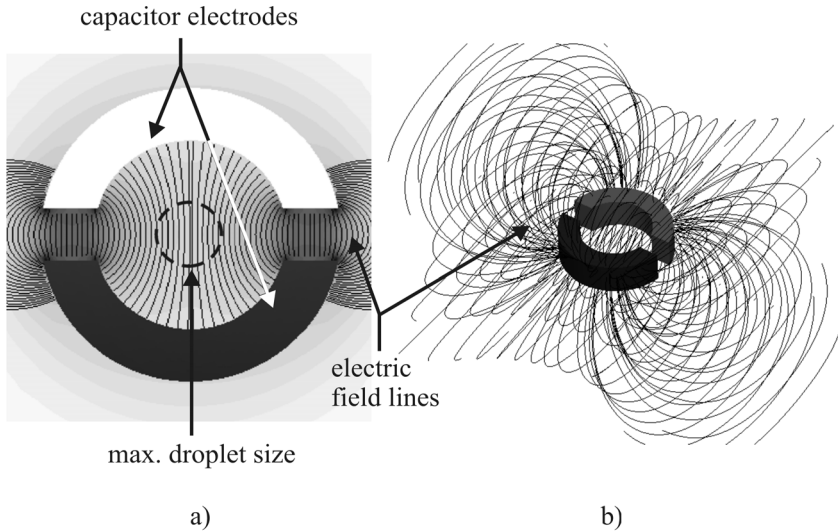 capacitor electrodes
electric
field lines
max. droplet size
a)
b)